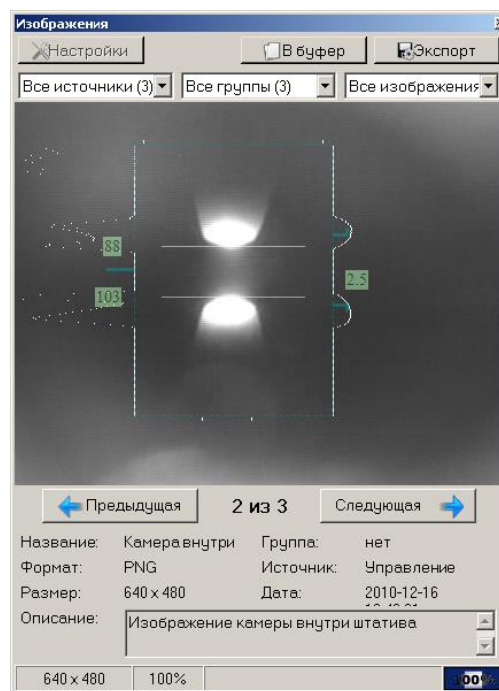 Изображения
Настройки В буфер Экспорт
Все источники (3) Все группы (3) Все изображения
88
2.5
103
Предыдущая 2 из 3 Следующая
Название: Камера внутри Группа: нет
Формат: PNG Источник: Управление
Размер: 640 x 480 Дата: 2010-12-16
Описание: Изображение камеры внутри штатива
640 x 480 100% 100%